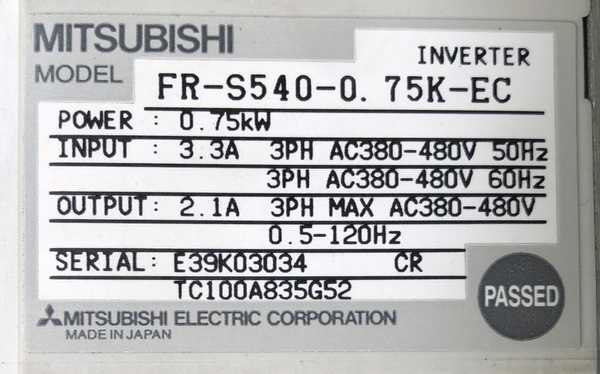 MITSUBISHI
INVERTER
MODEL FR-S540-0.75K-EC
POWER : 0.75kW
INPUT : 3.3A 3PH AC380-480V 50Hz
3PH AC380-480V 60Hz
OUTPUT: 2.1A 3PH MAX AC380-480V
0.5-120Hz
SERIAL: E39K03034 CR
TC100A835G52
PASSED
MITSUBISHI ELECTRIC CORPORATION
MADE IN JAPAN